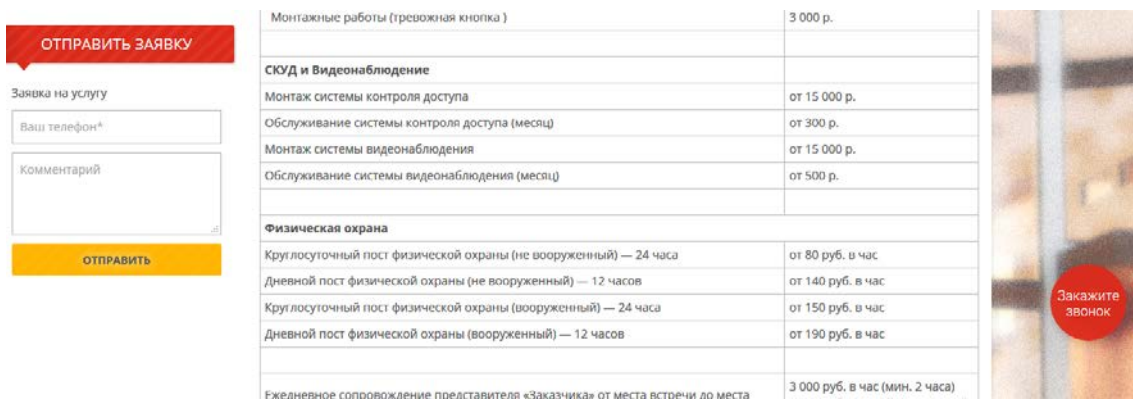 ОТПРАВИТЬ ЗАЯВКУ
Заявка на услугу
Ваш телефон*
Комментарий
ОТПРАВИТЬ
Монтажные работы (тревожная кнопка ) 3 000 р.
СКУД и Видеонаблюдение
Монтаж системы контроля доступа от 15 000 р.
Обслуживание системы контроля доступа (месяц) от 300 р.
Монтаж системы видеонаблюдения от 15 000 р.
Обслуживание системы видеонаблюдения (месяц) от 500 р.
Физическая охрана
Круглосуточный пост физической охраны (не вооруженный) — 24 часа от 80 руб. в час
Дневной пост физической охраны (не вооруженный) — 12 часов от 140 руб. в час
Круглосуточный пост физической охраны (вооруженный) — 24 часа от 150 руб. в час
Дневной пост физической охраны (вооруженный) — 12 часов от 190 руб. в час
3 000 руб. в час (мин. 2 часа)
Ежедневное сопровождение представителя «Заказчика» от места встречи до места
Закажите
звонок